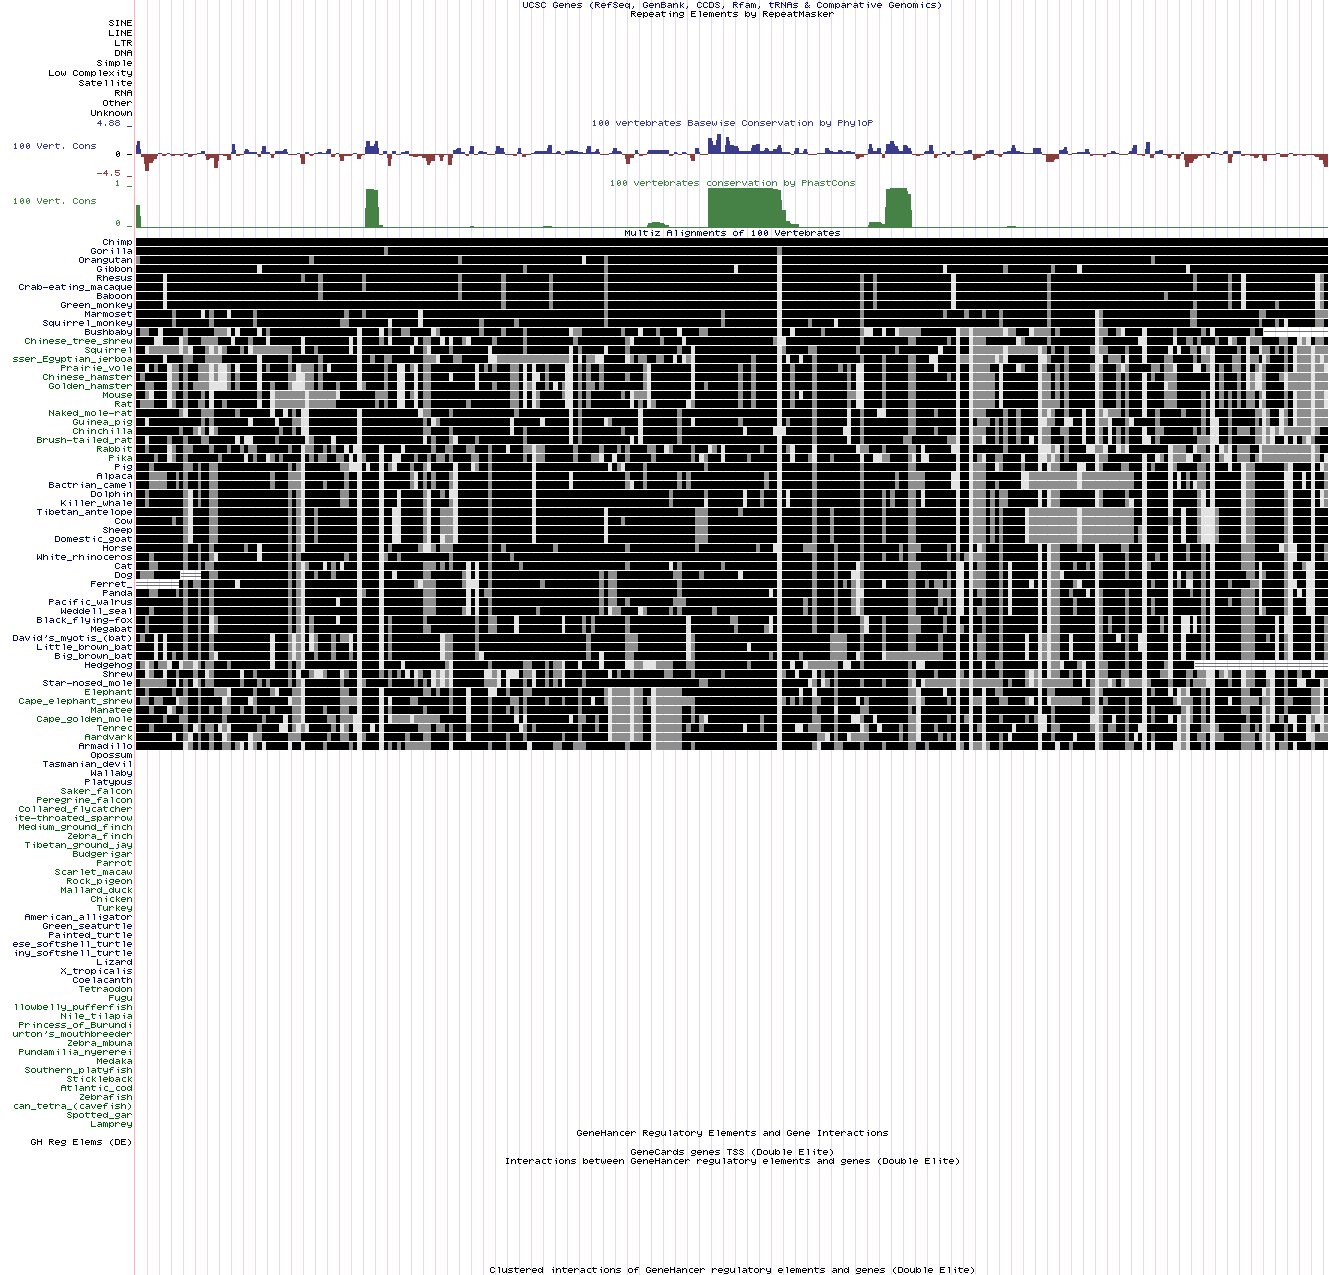 UCSC Genes (RefSeq, GenBank, CCDS, Rfam, tRNAs & Comparative Genomics)
Repeating Elements by RepeatMasker
SINE
LINE
LTR
DNA
Simple
Low Complexity
Satellite
RNA
Other
Unknown
4.88 _
100 vertebrates Basewise Conservation by PhyloP
100 Vert. Cons
0 _
-4.5 _
1 _
100 vertebrates conservation by PhastCons
100 Vert. Cons
0 _
Multiz Alignments of 100 Vertebrates
Chimp
Gorilla
Orangutan
Gibbon
Rhesus
Crab-eating_macaque
Baboon
Green_monkey
Marmoset
Squirrel_monkey
Bushbaby
Chinese_tree_shrew
Squirrel
sser_Egyptian_jerboa
Prairie_vole
Chinese_hamster
Golden_hamster
Mouse
Rat
Naked_mole-rat
Guinea_pig
Chinchilla
Brush-tailed_rat
Rabbit
Pika
Pig
Alpaca
Bactrian_camel
Dolphin
Killer_whale
Tibetan_antelope
Cow
Sheep
Domestic_goat
Horse
White_rhinoceros
Cat
Dog
Ferret_
Panda
Pacific_walrus
Weddell_seal
Black_flying-fox
Megabat
David's_myotis_(bat)
Little_brown_bat
Big_brown_bat
Hedgehog
Shrew
Star-nosed_mole
Elephant
Cape_elephant_shrew
Manatee
Cape_golden_mole
Tenrec
Aardvark
Armadillo
Opossum
Tasmanian_devil
Wallaby
Platypus
Saker_falcon
Peregrine_falcon
Collared_flycatcher
ite-throated_sparrow
Medium_ground_finch
Zebra_finch
Tibetan_ground_jay
Budgerigar
Parrot
Scarlet_macaw
Rock_pigeon
Mallard_duck
Chicken
Turkey
American_alligator
Green_seaturtle
Painted_turtle
ese_softshell_turtle
iny_softshell_turtle
Lizard
X_tropicalis
Coelacanth
Tetraodon
Fugu
llowbelly_pufferfish
Nile_tilapia
Princess_of_Burundi
urton's_mouthbreeder
Zebra_mbuna
Pundamilia_nyererei
Medaka
Southern_platyfish
Stickleback
Atlantic_cod
Zebrafish
can_tetra_(cavefish)
Spotted_gar
Lamprey
GeneHancer Regulatory Elements and Gene Interactions
GH Reg Elems (DE)
GeneCards genes TSS (Double Elite)
Interactions between GeneHancer regulatory elements and genes (Double Elite)
Clustered interactions of GeneHancer regulatory elements and genes (Double Elite)